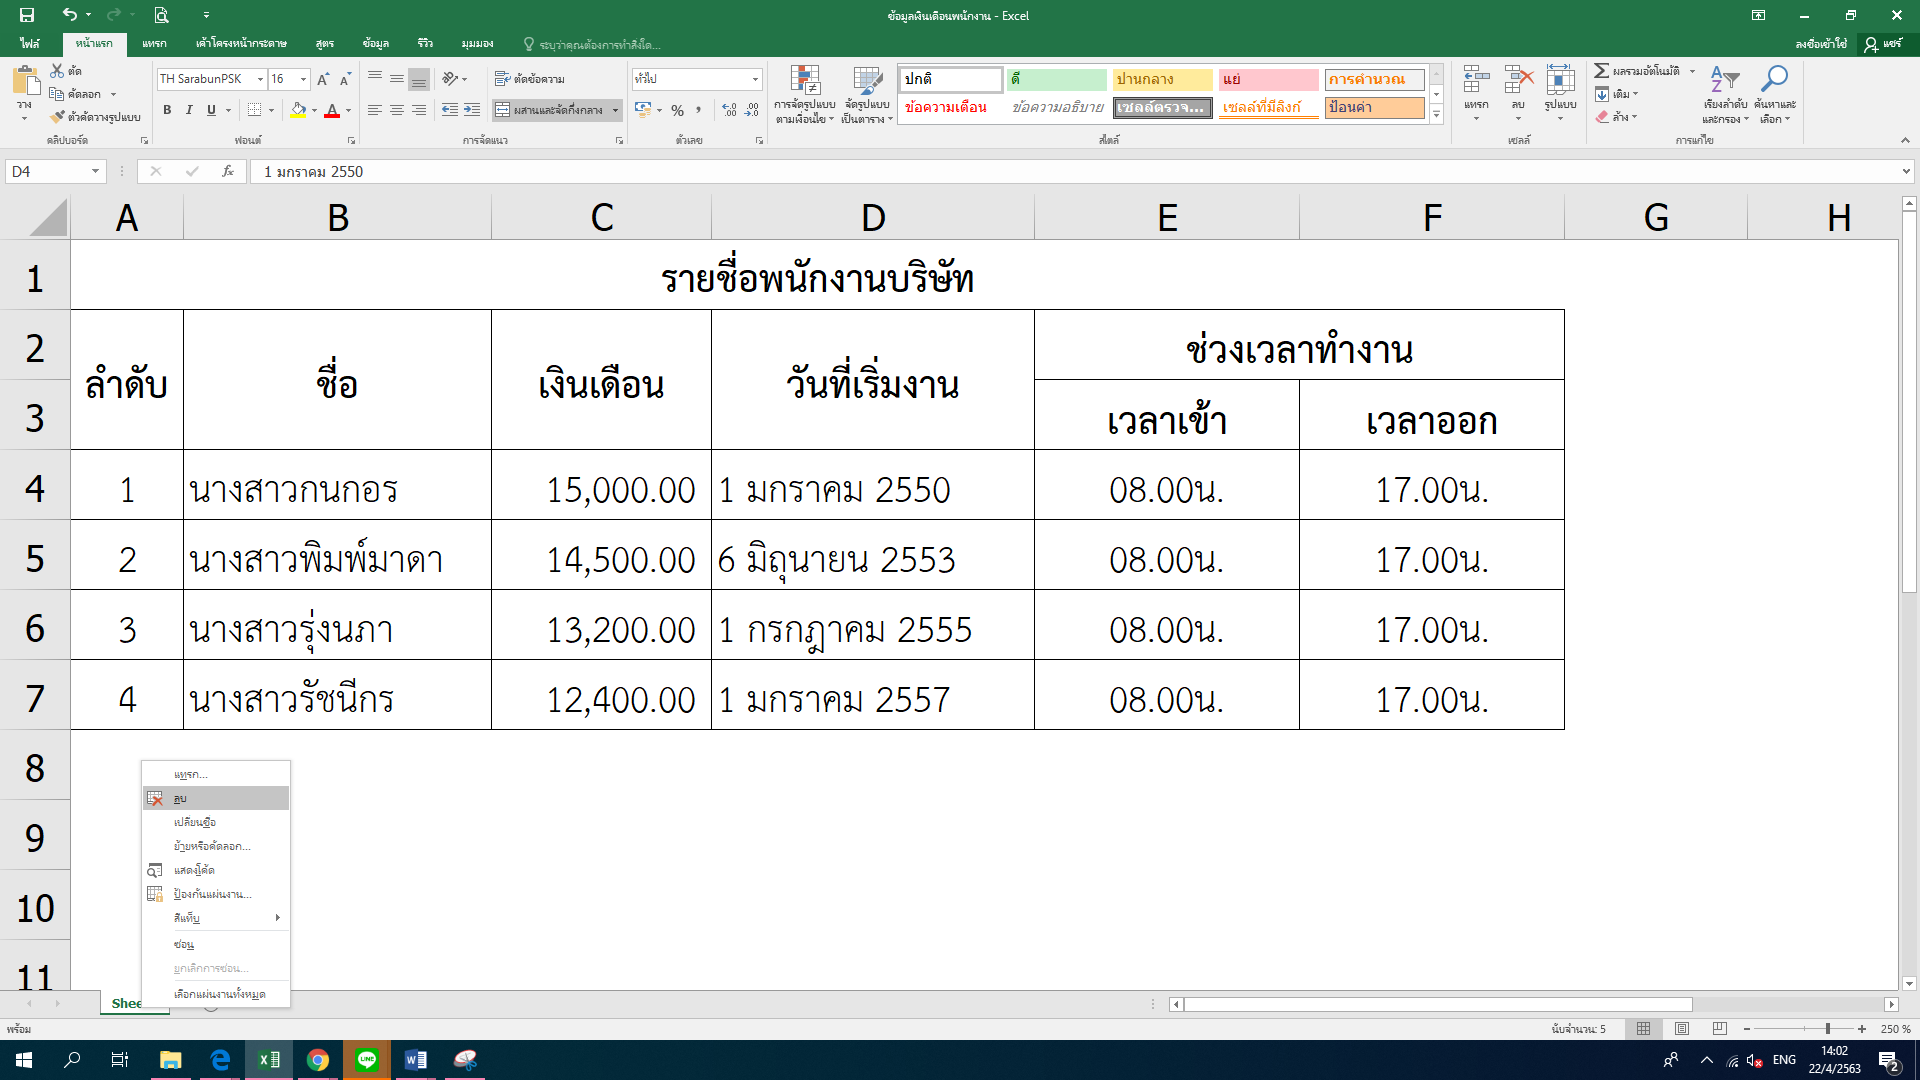 ข้อมูลเงินเดือนพนักงาน - Excel
ไฟล์ หน้าแรก แทรก เค้าโครงหน้ากระดาษ สูตร ข้อมูล รีวิว มุมมอง ระบุว่าคุณต้องการทำสิ่งใด... ลงชื่อเข้าใช้ แชร์
วาง
ตัด
คัดลอก
ตัวคัดวางรูปแบบ
คลิปบอร์ด
TH SarabunPSK 16
B I U
ฟอนต์
ตัดข้อความ
ผสานและจัดกึ่งกลาง
การจัดแนว
ทั่วไป
ตัวเลข
การจัดรูปแบบ
ตามเงื่อนไข
จัดรูปแบบ
เป็นตาราง
ปกติ ดี ปานกลาง แย่ การคำนวณ
ข้อความเตือน ข้อความอธิบาย เซลล์ตรวจ... เซลล์ที่มีลิงก์ ป้อนค่า
สไตล์
แทรก ลบ รูปแบบ
เซลล์
ผลรวมอัตโนมัติ
เติม
ล้าง
เรียงลำดับ
และกรอง
ค้นหาและ
เลือก
การแก้ไข
D4 fx 1 มกราคม 2550
A B C D E F G H
1 รายชื่อพนักงานบริษัท
2 ลำดับ ชื่อ เงินเดือน วันที่เริ่มงาน ช่วงเวลาทำงาน
3 เวลาเข้า เวลาออก
4 1 นางสาวกนกอร 15,000.00 1 มกราคม 2550 08.00น. 17.00น.
5 2 นางสาวพิมพ์มาดา 14,500.00 6 มิถุนายน 2553 08.00น. 17.00น.
6 3 นางสาวรุ่งนภา 13,200.00 1 กรกฎาคม 2555 08.00น. 17.00น.
7 4 นางสาวรัชนีกร 12,400.00 1 มกราคม 2557 08.00น. 17.00น.
8
9
10
11
แทรก...
ลบ
เปลี่ยนชื่อ
ย้ายหรือคัดลอก...
แสดงโค้ด
ป้องกันแผ่นงาน...
สีแท็บ
ซ่อน
ยกเลิกการซ่อน...
เลือกแผ่นงานทั้งหมด
Shee
พร้อม นับจำนวน: 5 250 %
ENG 14:02
22/4/2563
2